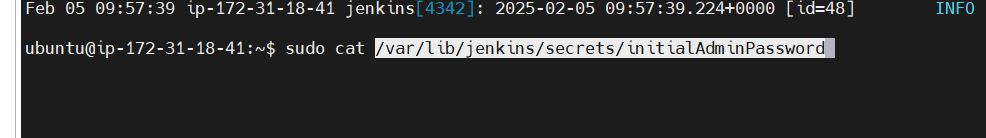 Feb 05 09:57:39 ip-172-31-18-41 jenkins[4342]: 2025-02-05 09:57:39.224+0000 [id=48] INFO
ubuntu@ip-172-31-18-41:~$ sudo cat /var/lib/jenkins/secrets/initialAdminPassword